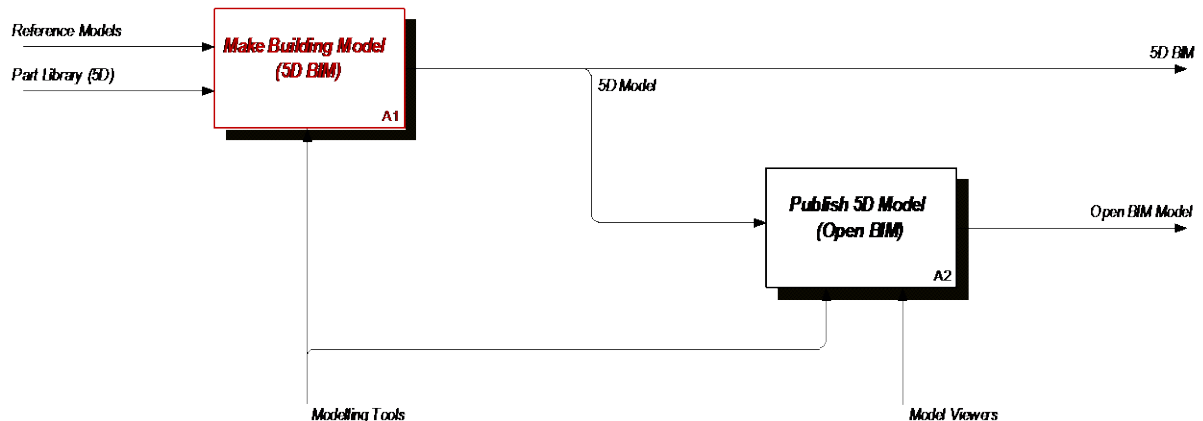 Reference Models
Part Library (5D)
Make Building Model
(5D BIM)
A1
5D BIM
5D Model
Publish 5D Model
(Open BIM)
A2
Open BIM Model
Modelling Tools
Model Viewers